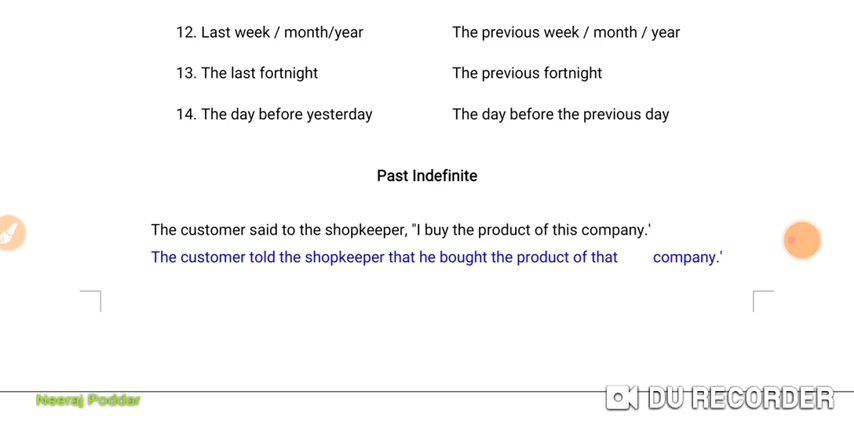 12. Last week / month/year The previous week / month / year
13. The last fortnight The previous fortnight
14. The day before yesterday The day before the previous day
Past Indefinite
The customer said to the shopkeeper, "I buy the product of this company.'
The customer told the shopkeeper that he bought the product of that company.'
Neeraj Poddar
DU RECORDER